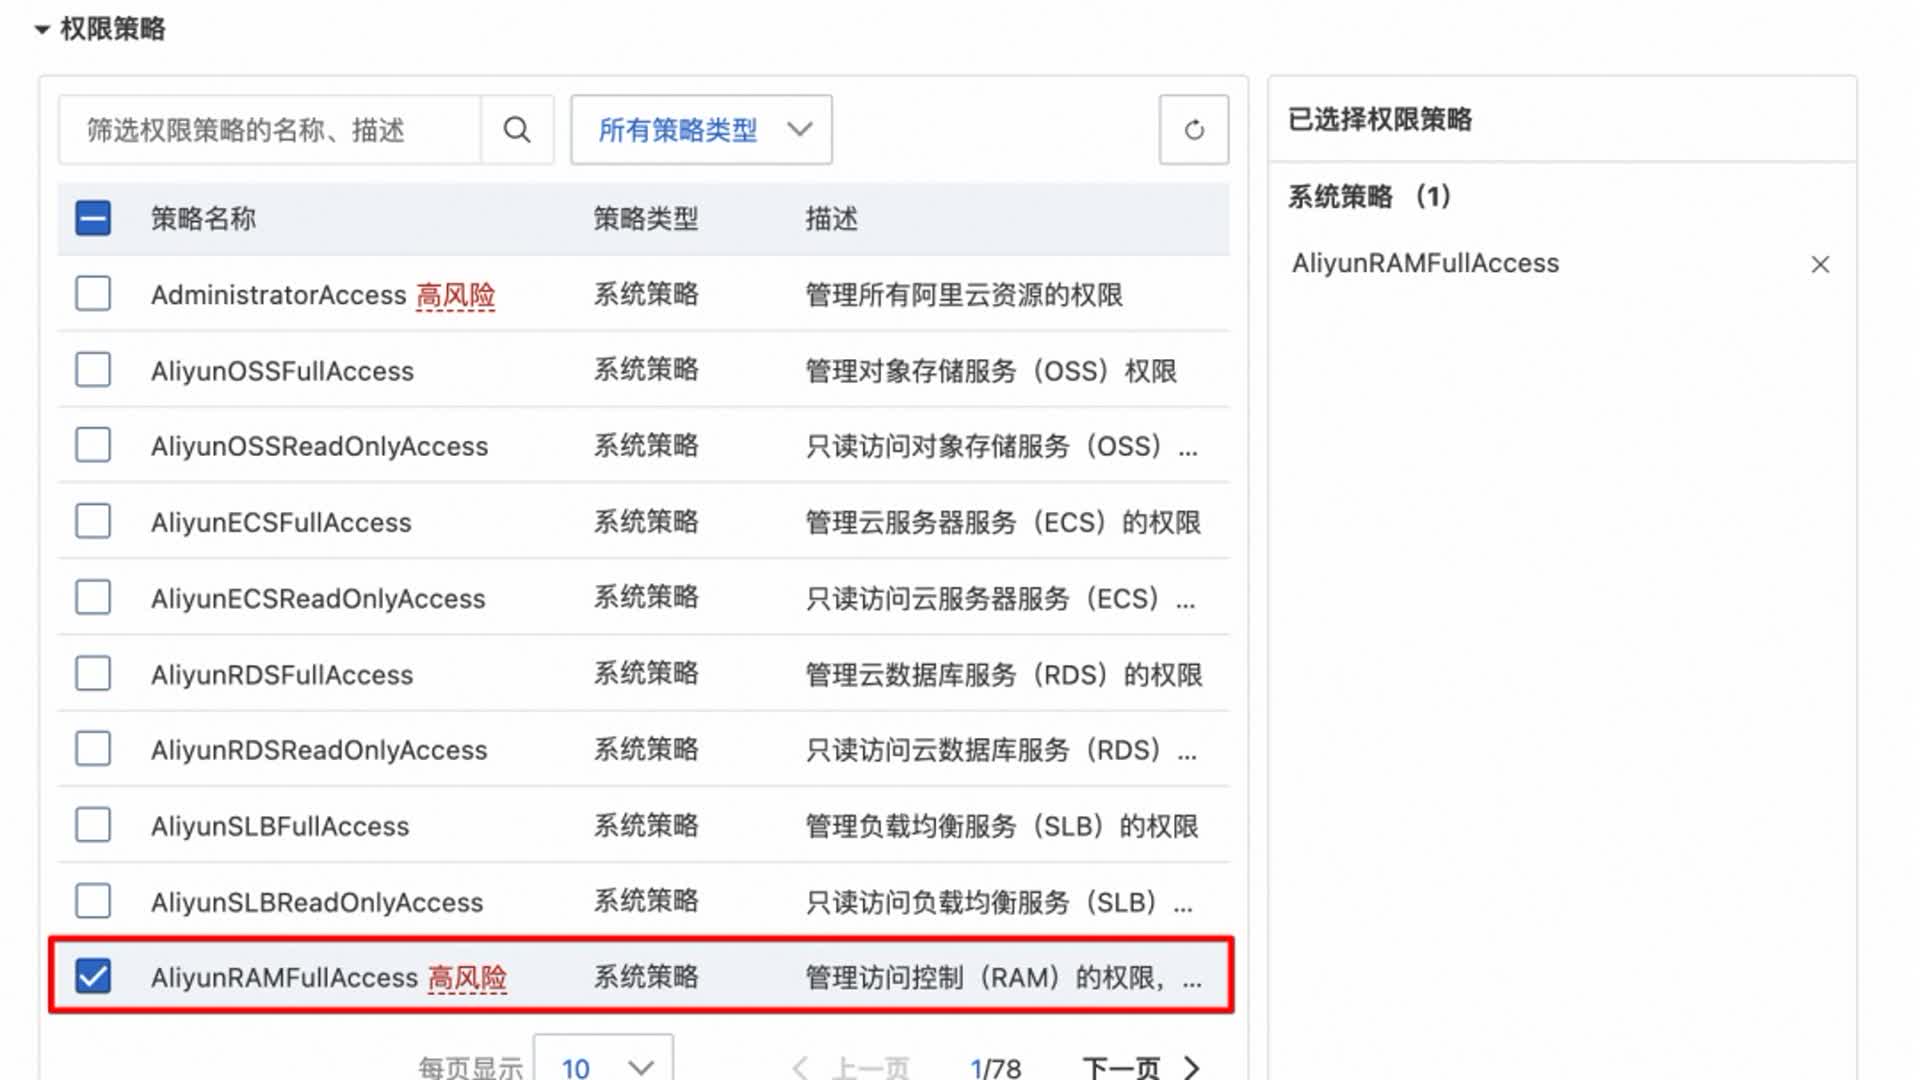 权限策略
筛选权限策略的名称、描述
所有策略类型
策略名称 策略类型 描述
AdministratorAccess 高风险 系统策略 管理所有阿里云资源的权限
AliyunOSSFullAccess 系统策略 管理对象存储服务（OSS）权限
AliyunOSSReadOnlyAccess 系统策略 只读访问对象存储服务（OSS）...
AliyunECSFullAccess 系统策略 管理云服务器服务（ECS）的权限
AliyunECSReadOnlyAccess 系统策略 只读访问云服务器服务（ECS）...
AliyunRDSFullAccess 系统策略 管理云数据库服务（RDS）的权限
AliyunRDSReadOnlyAccess 系统策略 只读访问云数据库服务（RDS）...
AliyunSLBFullAccess 系统策略 管理负载均衡服务（SLB）的权限
AliyunSLBReadOnlyAccess 系统策略 只读访问负载均衡服务（SLB）...
AliyunRAMFullAccess 高风险 系统策略 管理访问控制（RAM）的权限，...
每页显示 10 上一页 1/78 下一页
已选择权限策略
系统策略 （1）
AliyunRAMFullAccess